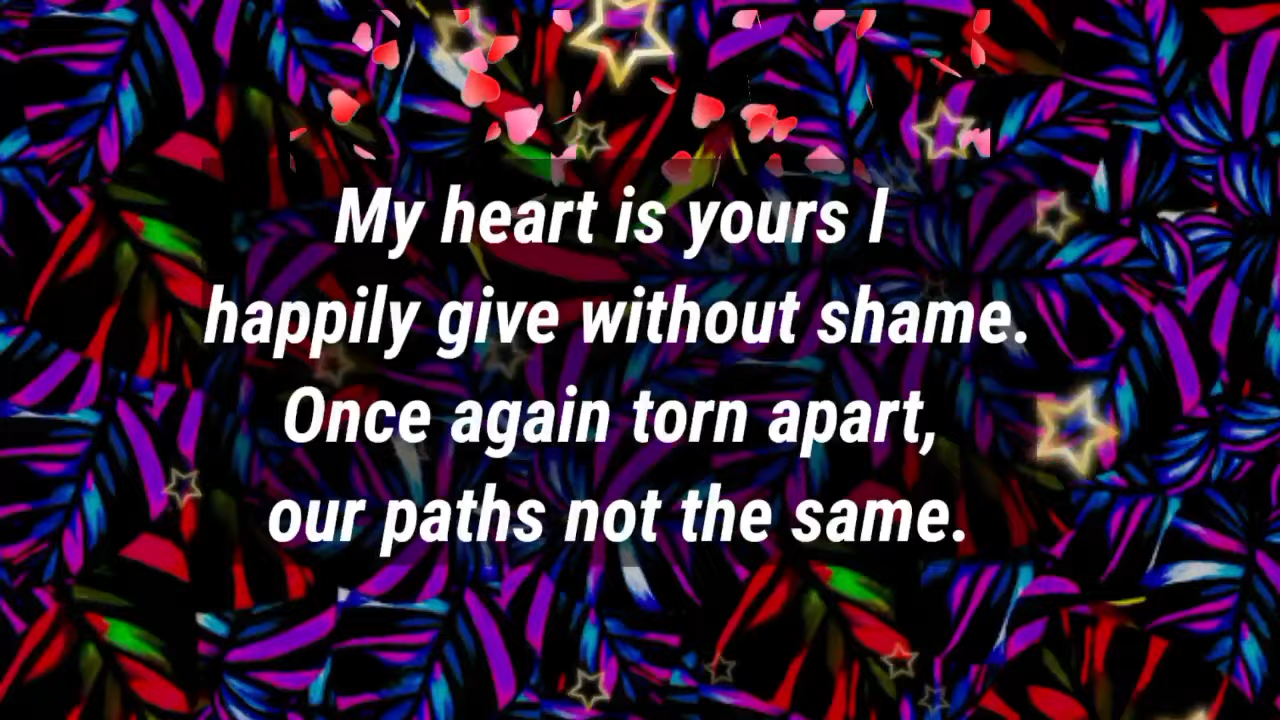 My heart is yours I
happily give without shame.
Once again torn apart,
our paths not the same.